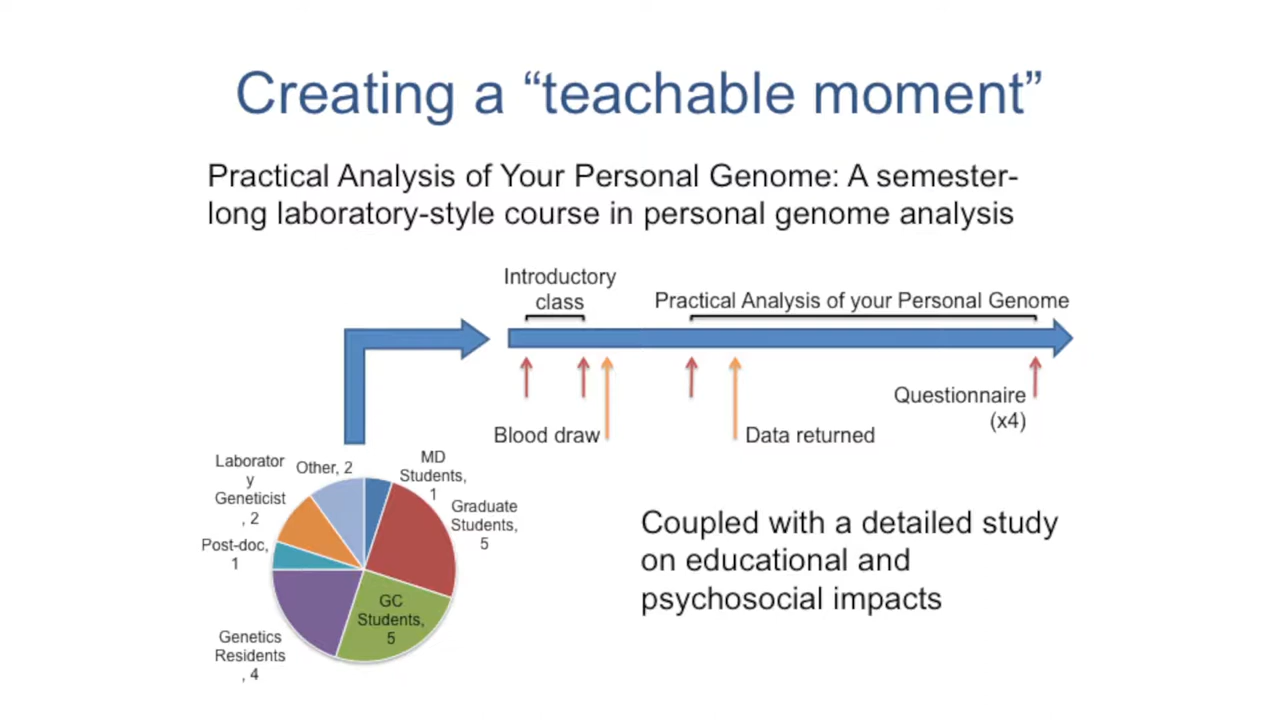 Creating a “teachable moment”
Practical Analysis of Your Personal Genome: A semester-
long laboratory-style course in personal genome analysis
Introductory
class
Practical Analysis of your Personal Genome
Questionnaire
(x4)
Blood draw
Data returned
MD
Students,
1
Graduate
Students,
5
GC
Students,
5
Genetics
Residents
, 4
Post-doc,
1
Laborator
y
Geneticist
, 2
Other, 2
Coupled with a detailed study
on educational and
psychosocial impacts